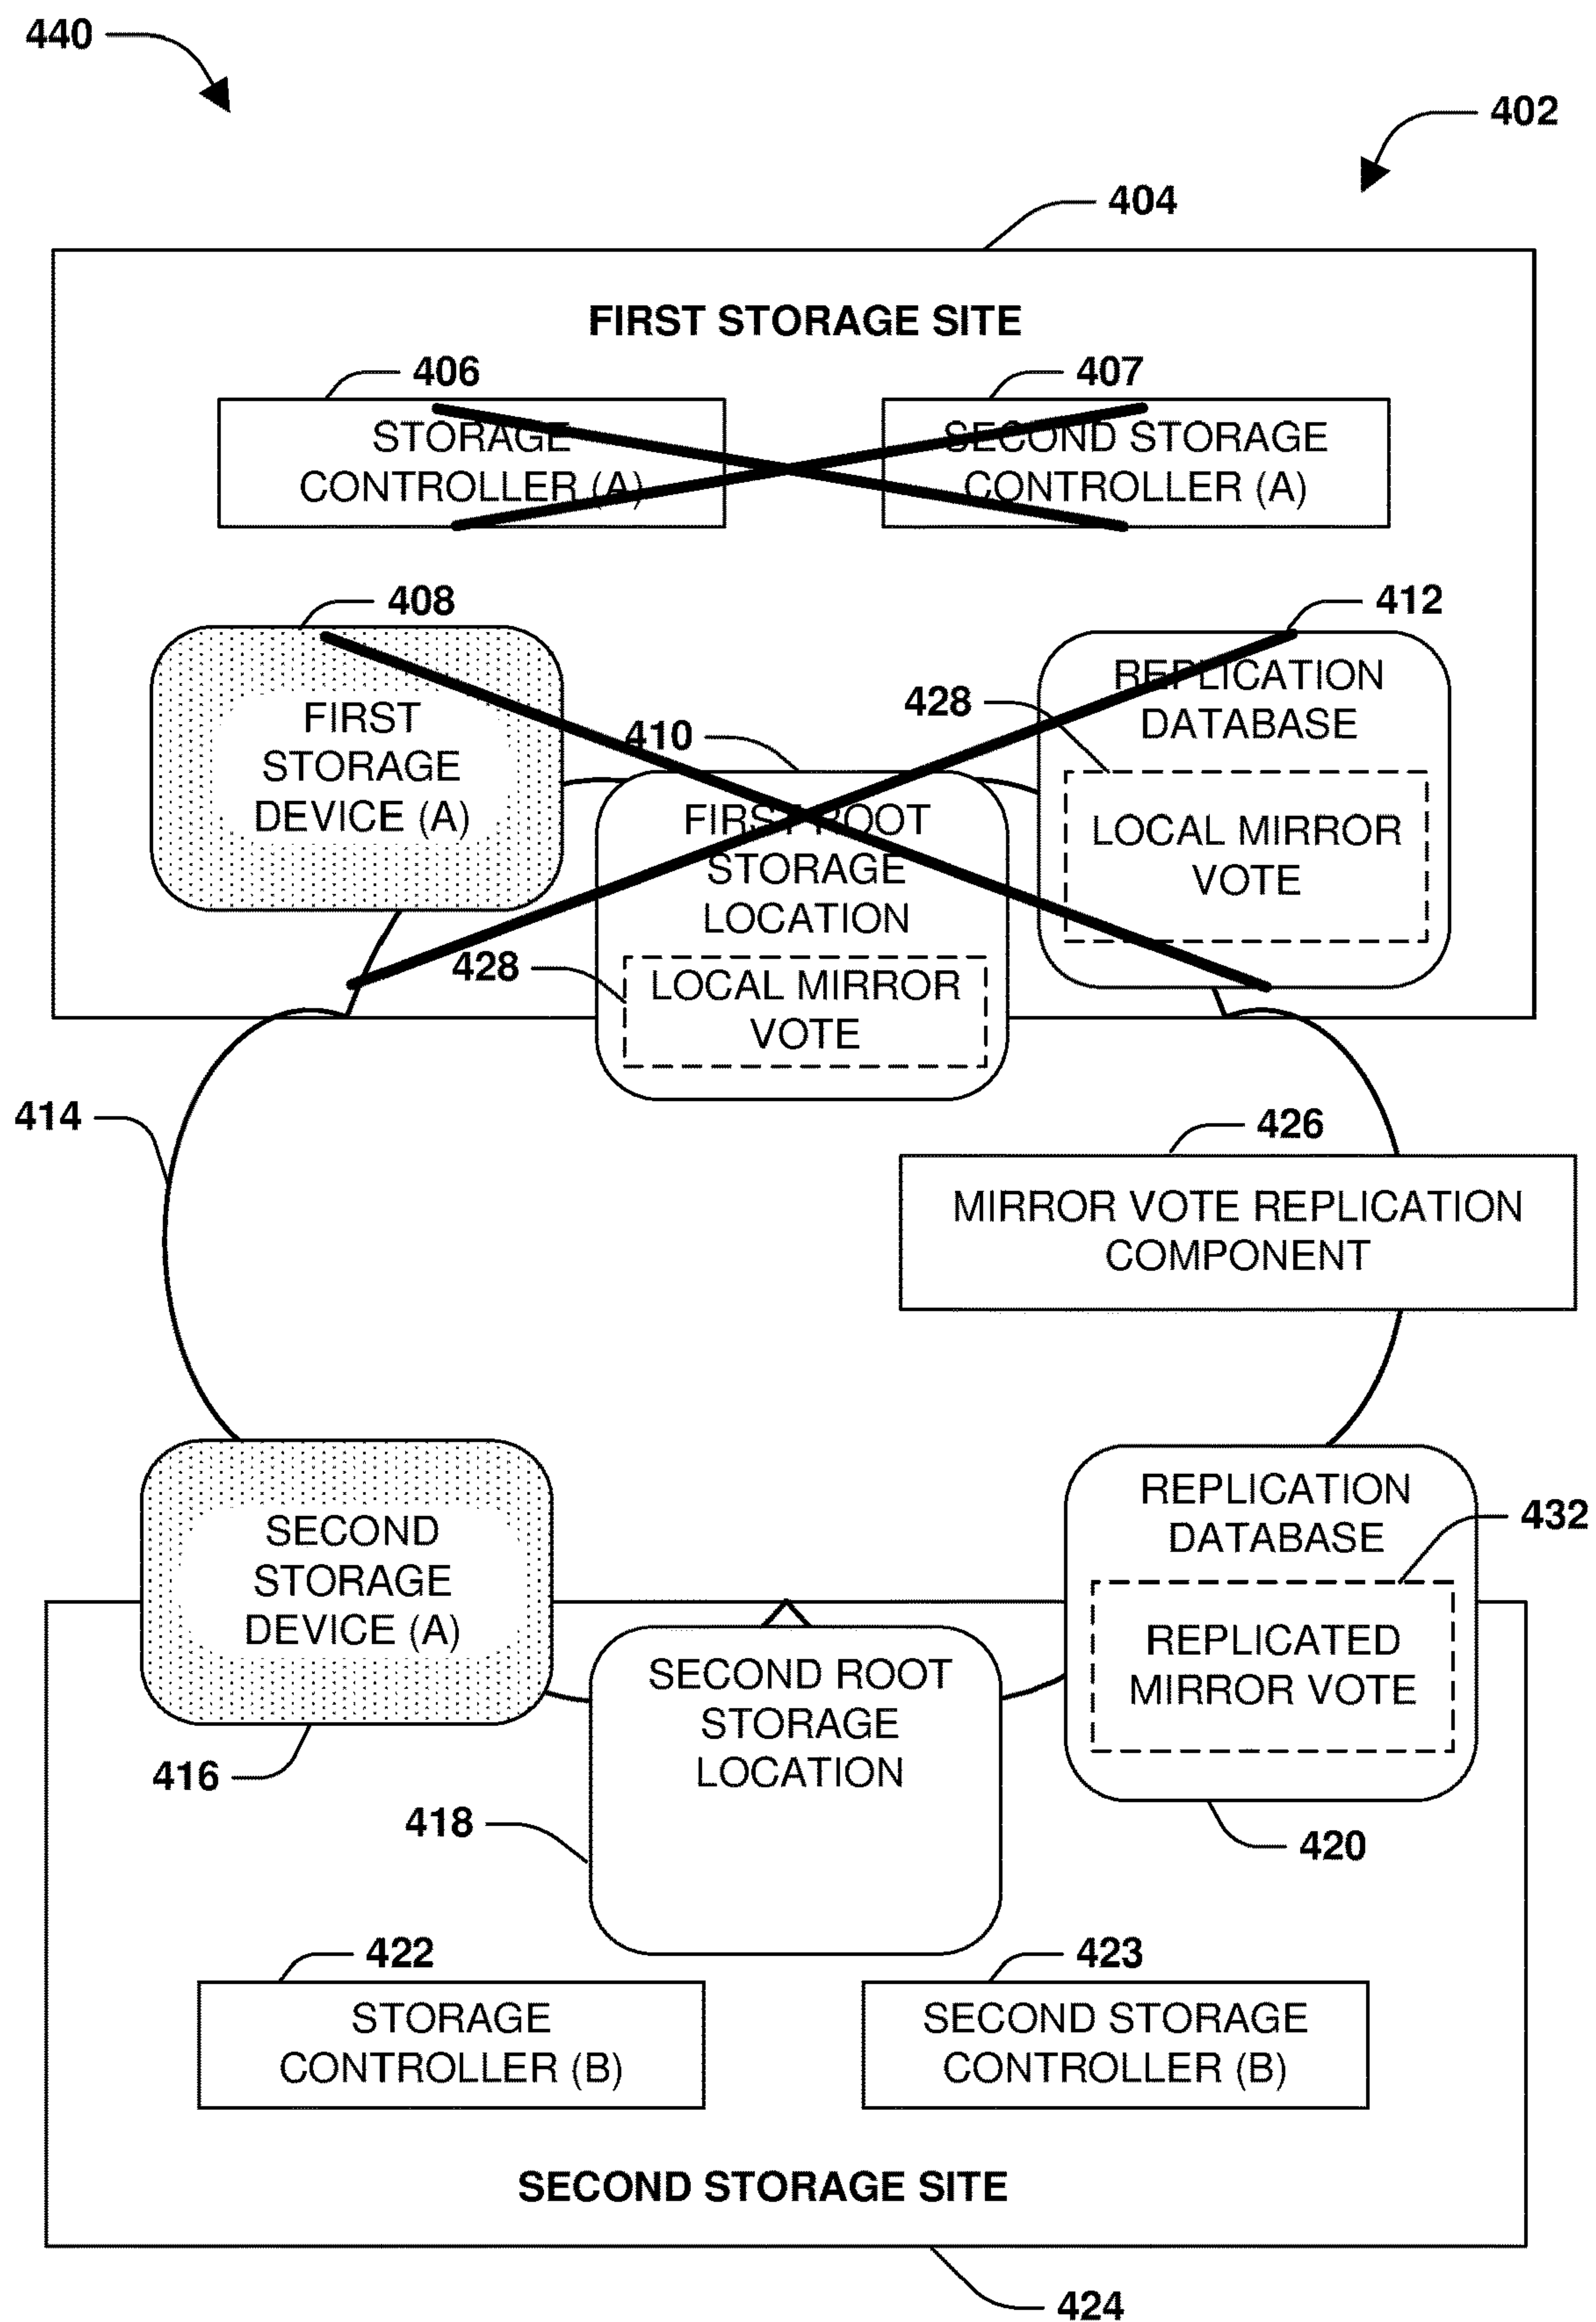 440
402
404
FIRST STORAGE SITE
406
407
STORAGE
CONTROLLER (A)
SECOND STORAGE
CONTROLLER (A)
408
412
FIRST
STORAGE
DEVICE (A)
REPLICATION
DATABASE
428
LOCAL MIRROR
VOTE
410
FIRST ROOT
STORAGE
LOCATION
428
LOCAL MIRROR
VOTE
414
426
MIRROR VOTE REPLICATION
COMPONENT
SECOND
STORAGE
DEVICE (A)
416
REPLICATION
DATABASE
432
REPLICATED
MIRROR VOTE
420
SECOND ROOT
STORAGE
LOCATION
418
422
423
STORAGE
CONTROLLER (B)
SECOND STORAGE
CONTROLLER (B)
SECOND STORAGE SITE
424